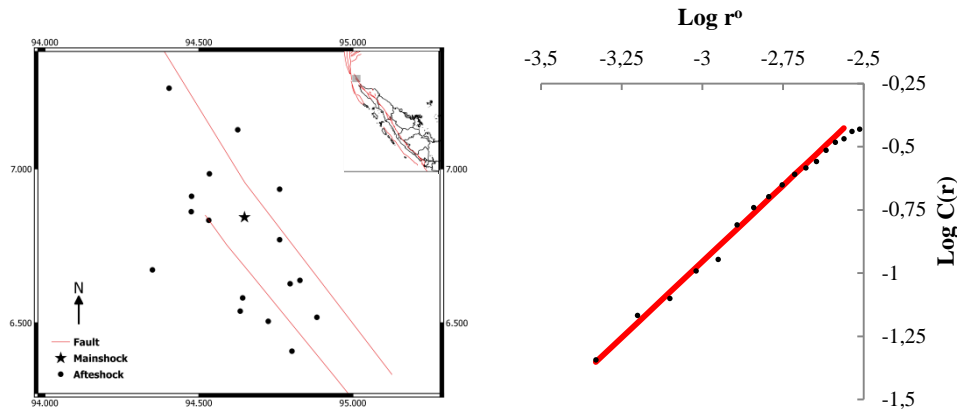 94.000 94.500 95.000
7.000 7.000
6.500 6.500
N
Fault
Mainshock
Afteshock
94.000 94.500 95.000
Log rº
-3,5 -3,25 -3 -2,75 -2,5
-0,25
-0,5
-0,75
-1
-1,25
-1,5
Log C(r)